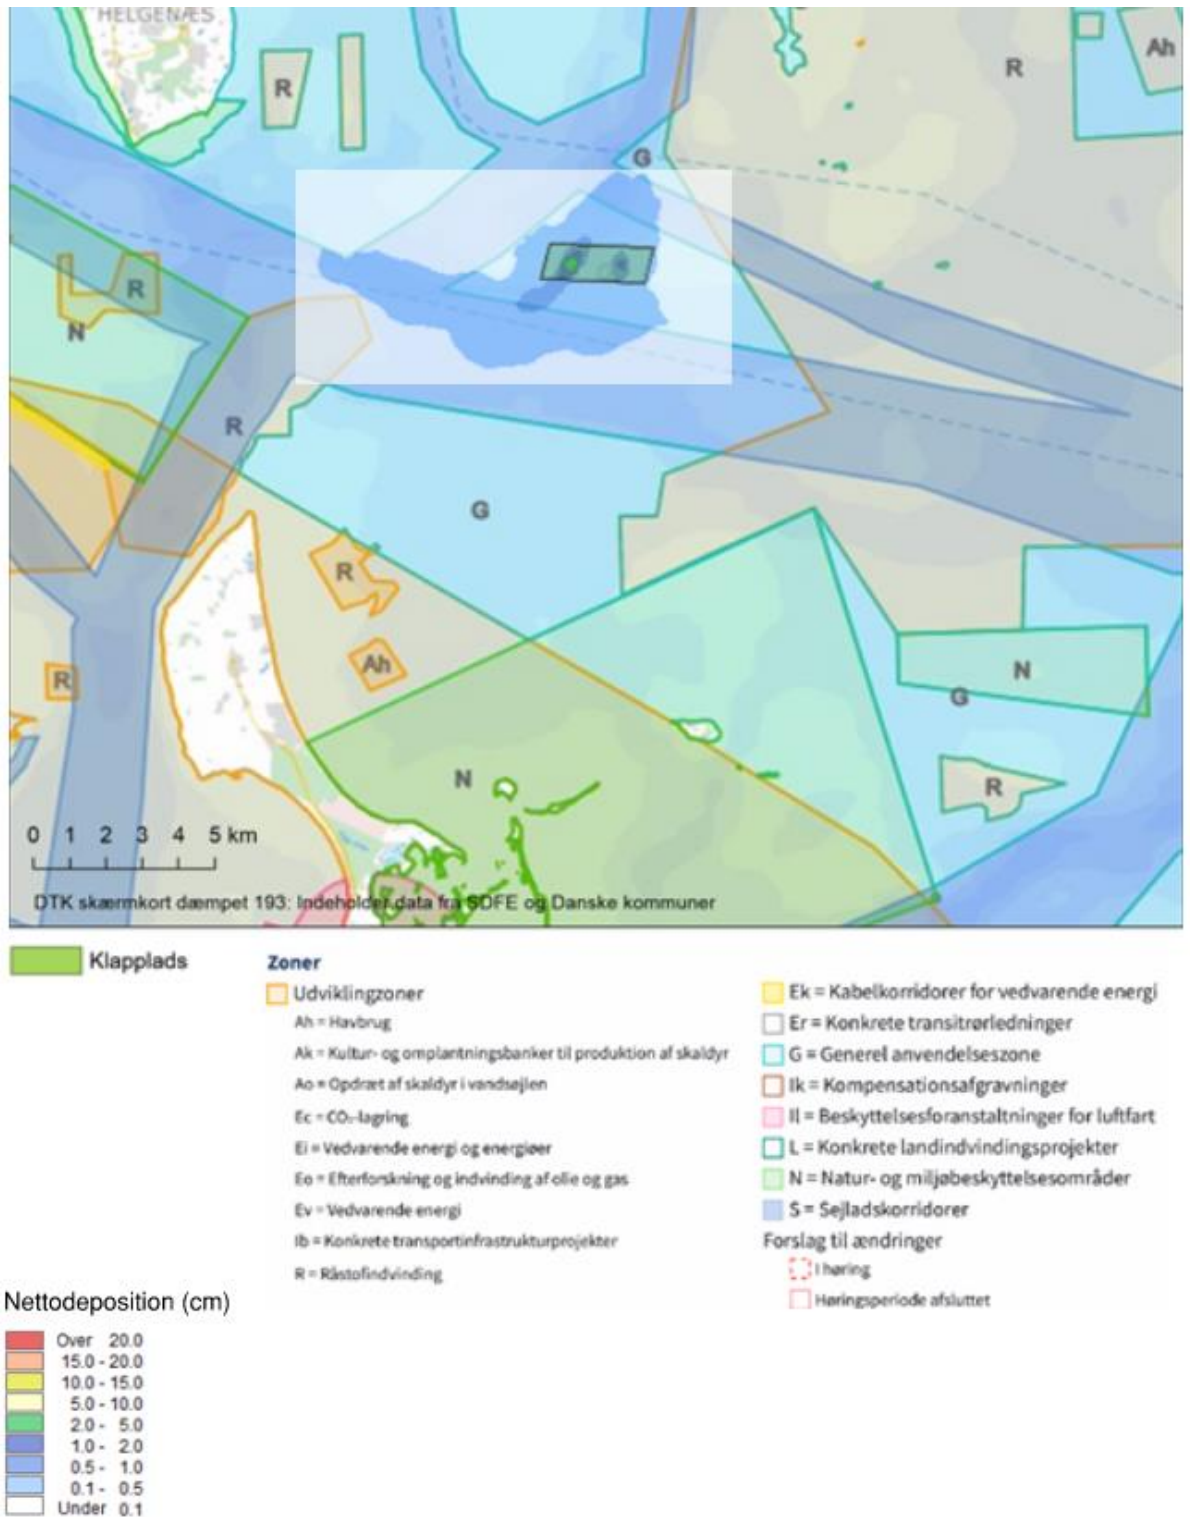 HELGENÆS
R
R
Ah
G
R
N
R
G
R
Ah
R
N
G
N
R
0 1 2 3 4 5 km
DTK skærmkort dæmpet 193: Indeholder data fra SDFE og Danske kommuner
Klapplads
Zoner
Udviklingzoner
Ah = Havbrug
Ak = Kultur- og omplantningsbanker til produktion af skaldyr
Ao = Opdræt af skaldyr i vandsøjlen
Ec = CO₂-lagring
Ei = Vedvarende energi og energiøer
Eo = Efterforskning og indvinding af olie og gas
Ev = Vedvarende energi
Ib = Konkrete transportinfrastrukturprojekter
R = Råstofindvinding
Ek = Kabelkorridorer for vedvarende energi
Er = Konkrete transitrørledninger
G = Generel anvendelseszone
Ik = Kompensationsafgravninger
Il = Beskyttelsesforanstaltninger for luftfart
L = Konkrete landindvindingsprojekter
N = Natur- og miljøbeskyttelsesområder
S = Sejladskorridorer
Forslag til ændringer
I høring
Høringsperiode afsluttet
Nettodeposition (cm)
Over 20.0
15.0 - 20.0
10.0 - 15.0
5.0 - 10.0
2.0 - 5.0
1.0 - 2.0
0.5 - 1.0
0.1 - 0.5
Under 0.1